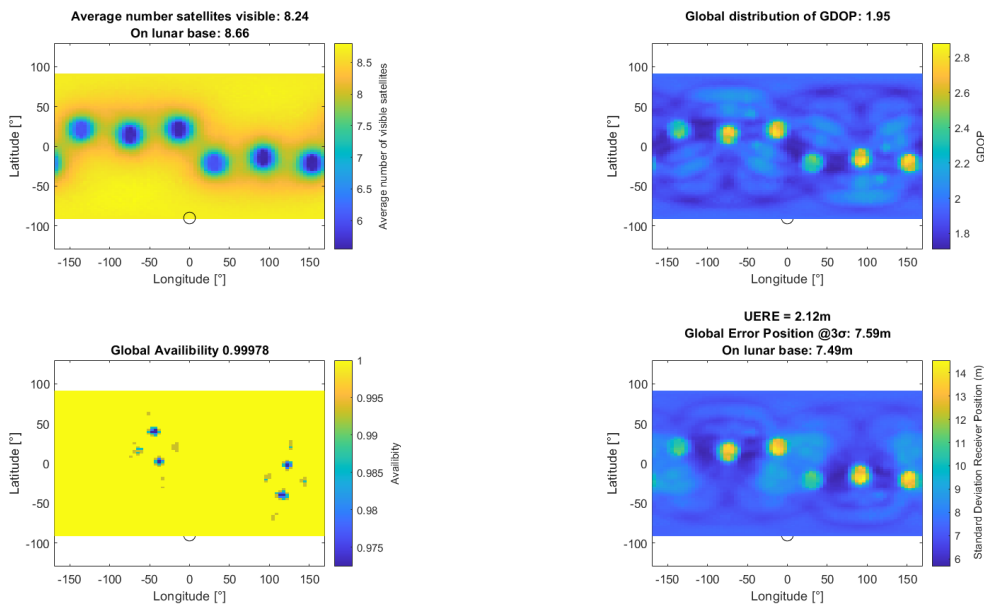 Average number satellites visible: 8.24
On lunar base: 8.66
100
50
0
-50
-100
Latitude [°]
-150 -100 -50 0 50 100 150
Longitude [°]
8.5
8
7.5
7
6.5
6
Average number of visible satellites
Global distribution of GDOP: 1.95
100
50
0
-50
-100
Latitude [°]
-150 -100 -50 0 50 100 150
Longitude [°]
2.8
2.6
2.4
2.2
2
1.8
GDOP
Global Availibility 0.99978
100
50
0
-50
-100
Latitude [°]
-150 -100 -50 0 50 100 150
Longitude [°]
1
0.995
0.99
0.985
0.98
0.975
Availibity
UERE = 2.12m
Global Error Position @3σ: 7.59m
On lunar base: 7.49m
100
50
0
-50
-100
Latitude [°]
-150 -100 -50 0 50 100 150
Longitude [°]
14
13
12
11
10
9
8
7
6
Standard Deviation Receiver Position (m)